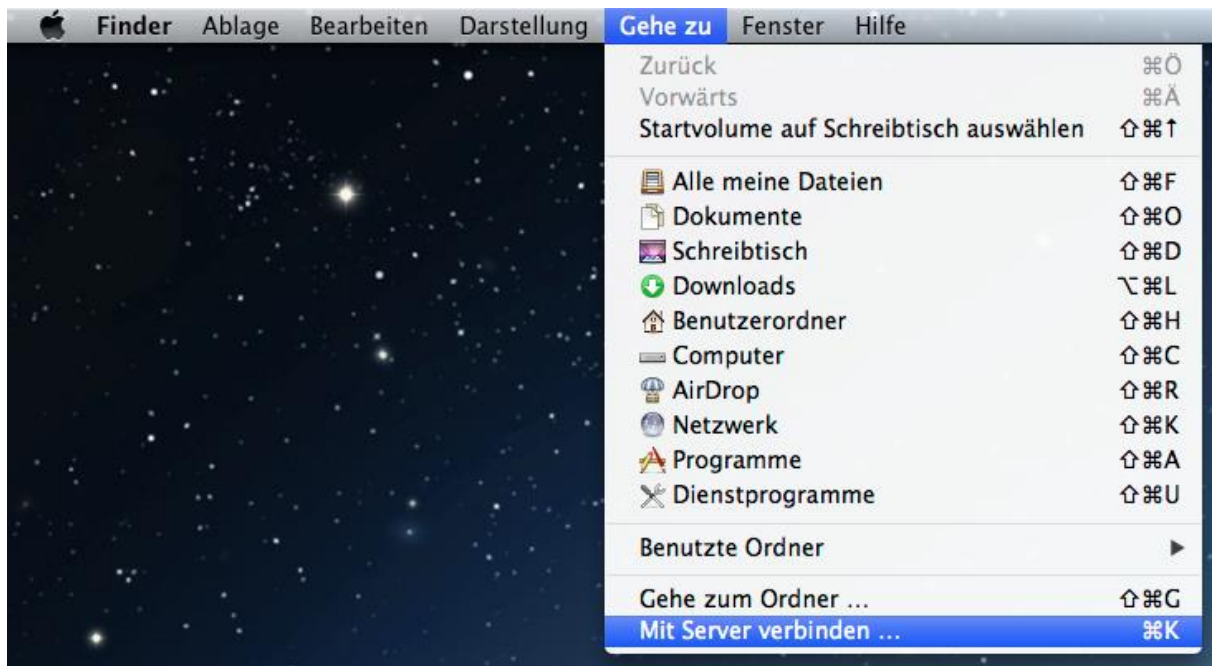 Finder Ablage Bearbeiten Darstellung Gehe zu Fenster Hilfe
Zurück ⌘Ö
Vorwärts ⌘Ä
Startvolume auf Schreibtisch auswählen ⇧⌘↑
Alle meine Dateien ⇧⌘F
Dokumente ⇧⌘O
Schreibtisch ⇧⌘D
Downloads ⌥⌘L
Benutzerordner ⇧⌘H
Computer ⇧⌘C
AirDrop ⇧⌘R
Netzwerk ⇧⌘K
Programme ⇧⌘A
Dienstprogramme ⇧⌘U
Benutzte Ordner ▶
Gehe zum Ordner ... ⇧⌘G
Mit Server verbinden ... ⌘K